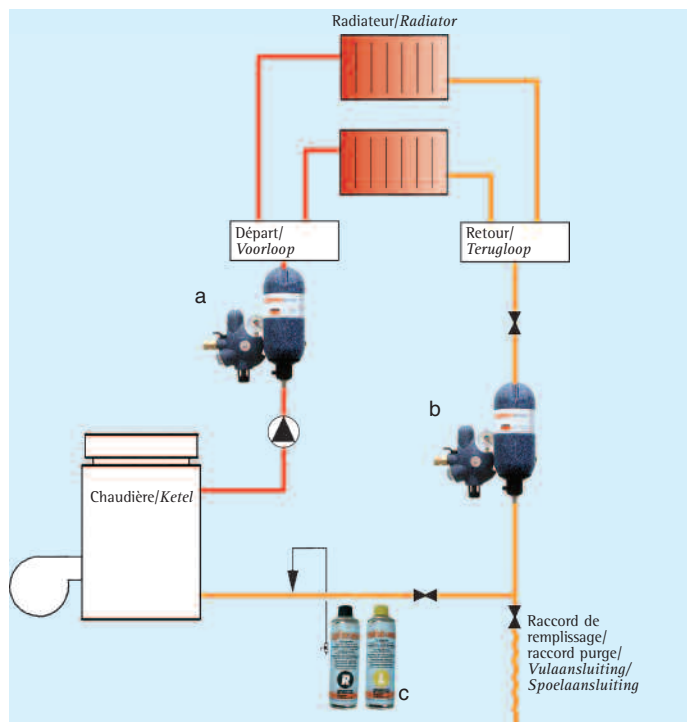 Radiateur/Radiator
Départ/
Voorloop
Retour/
Terugloop
a
b
Chaudière/Ketel
R
L
c
Raccord de
remplissage/
raccord purge/
Vulaansluiting/
Spoelaansluiting